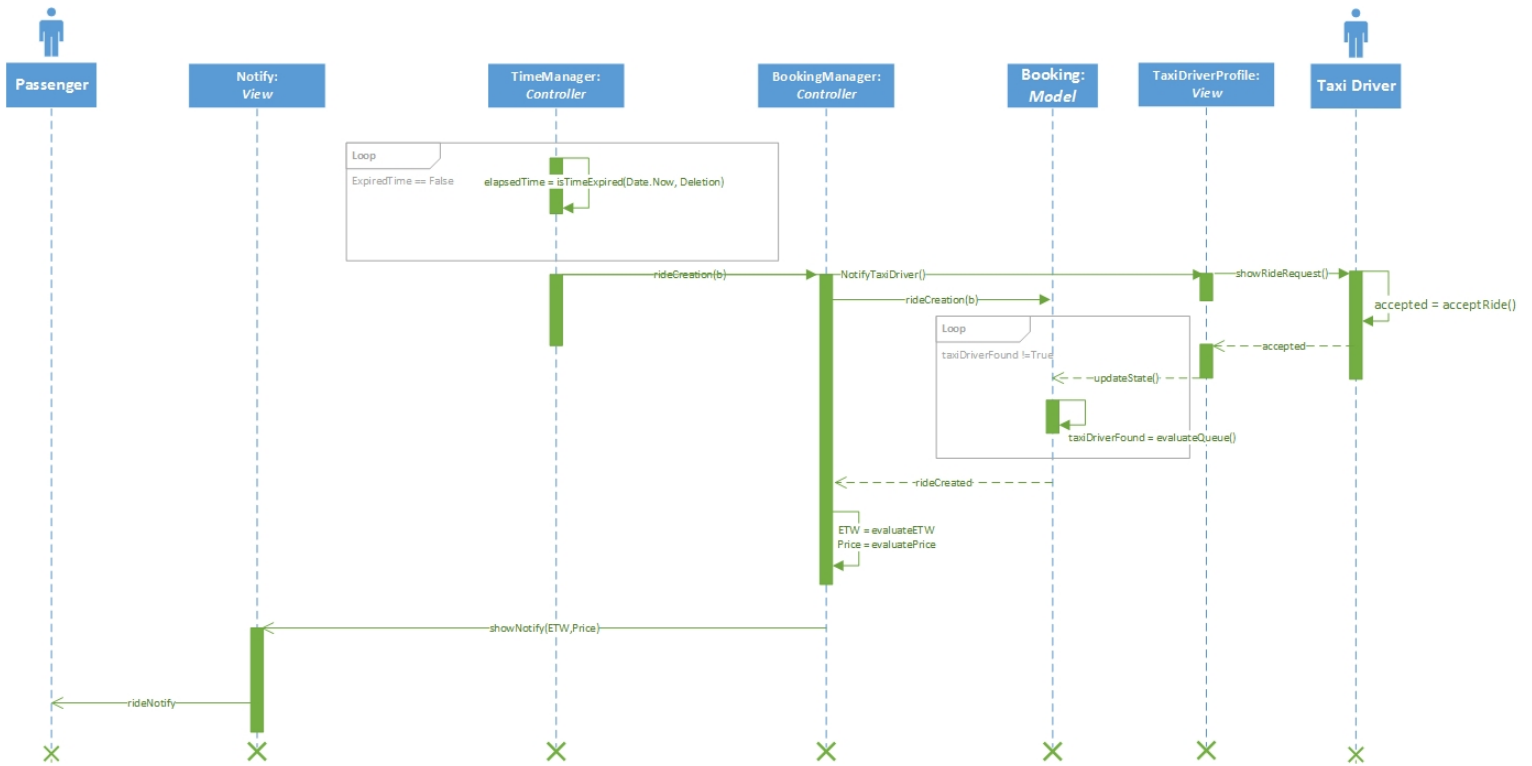 Passenger
Notify:
View
TimeManager:
Controller
BookingManager:
Controller
Booking:
Model
TaxiDriverProfile:
View
Taxi Driver
Loop
ExpiredTime == False
elapsedTime = isTimeExpired(Date.Now, Deletion)
rideCreation(b)
NotifyTaxiDriver()
showRideRequest()
rideCreation(b)
accepted = acceptRide()
Loop
taxiDriverFound !=True
accepted
updateState()
taxiDriverFound = evaluateQueue()
rideCreated
ETW = evaluateETW
Price = evaluatePrice
showNotify(ETW,Price)
rideNotify